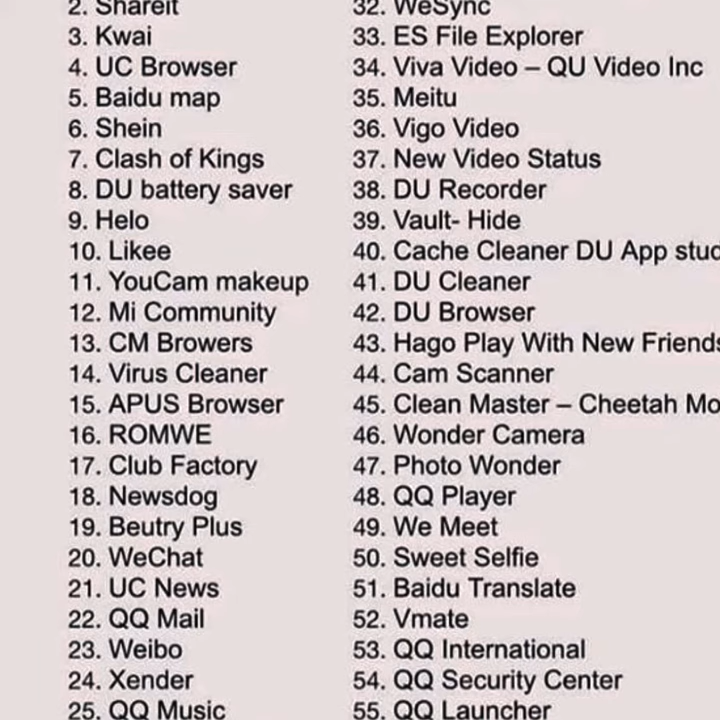 2. Shareit
3. Kwai
4. UC Browser
5. Baidu map
6. Shein
7. Clash of Kings
8. DU battery saver
9. Helo
10. Likee
11. YouCam makeup
12. Mi Community
13. CM Browers
14. Virus Cleaner
15. APUS Browser
16. ROMWE
17. Club Factory
18. Newsdog
19. Beutry Plus
20. WeChat
21. UC News
22. QQ Mail
23. Weibo
24. Xender
25. QQ Music
32. WeSync
33. ES File Explorer
34. Viva Video – QU Video Inc
35. Meitu
36. Vigo Video
37. New Video Status
38. DU Recorder
39. Vault- Hide
40. Cache Cleaner DU App stud
41. DU Cleaner
42. DU Browser
43. Hago Play With New Friends
44. Cam Scanner
45. Clean Master – Cheetah Mo
46. Wonder Camera
47. Photo Wonder
48. QQ Player
49. We Meet
50. Sweet Selfie
51. Baidu Translate
52. Vmate
53. QQ International
54. QQ Security Center
55. QQ Launcher